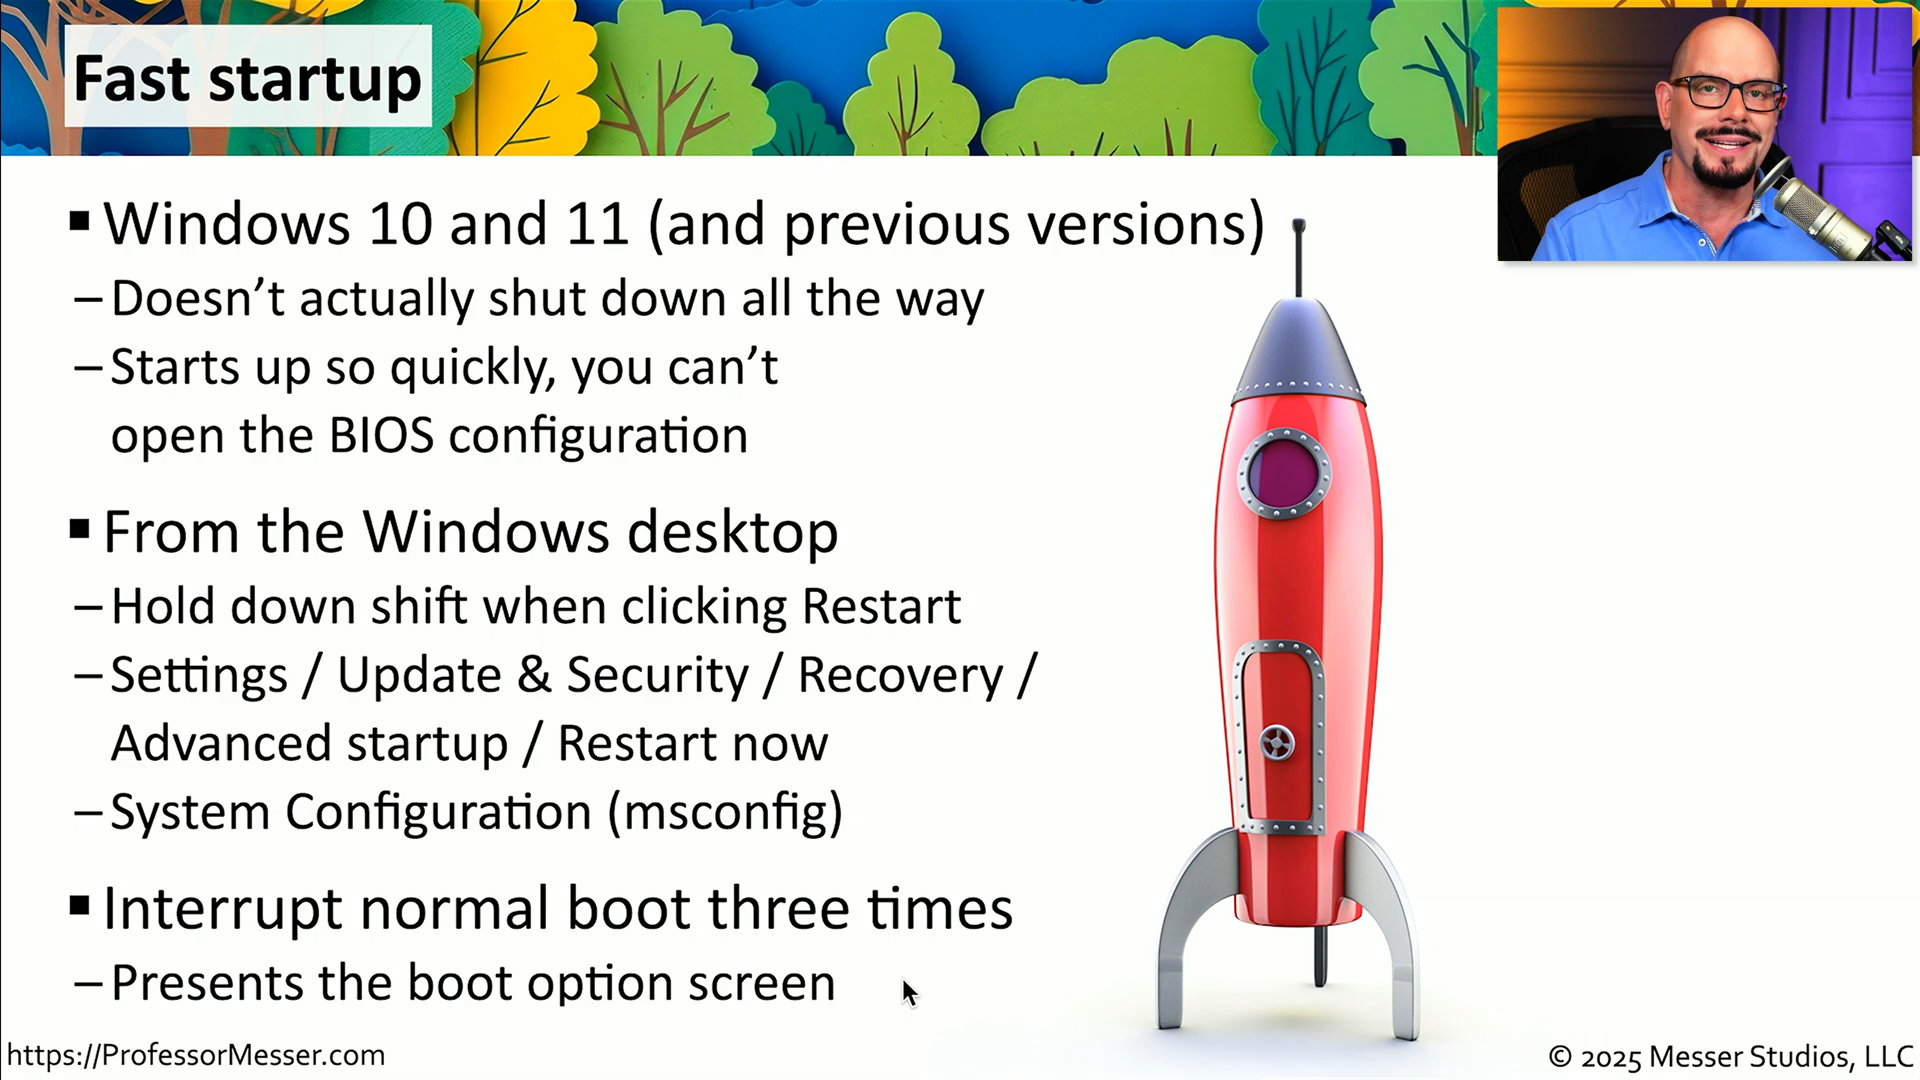 Fast startup
▪ Windows 10 and 11 (and previous versions)
– Doesn’t actually shut down all the way
– Starts up so quickly, you can’t
open the BIOS configuration
▪ From the Windows desktop
– Hold down shift when clicking Restart
– Settings / Update & Security / Recovery /
Advanced startup / Restart now
– System Configuration (msconfig)
▪ Interrupt normal boot three times
– Presents the boot option screen
https://ProfessorMesser.com
© 2025 Messer Studios, LLC